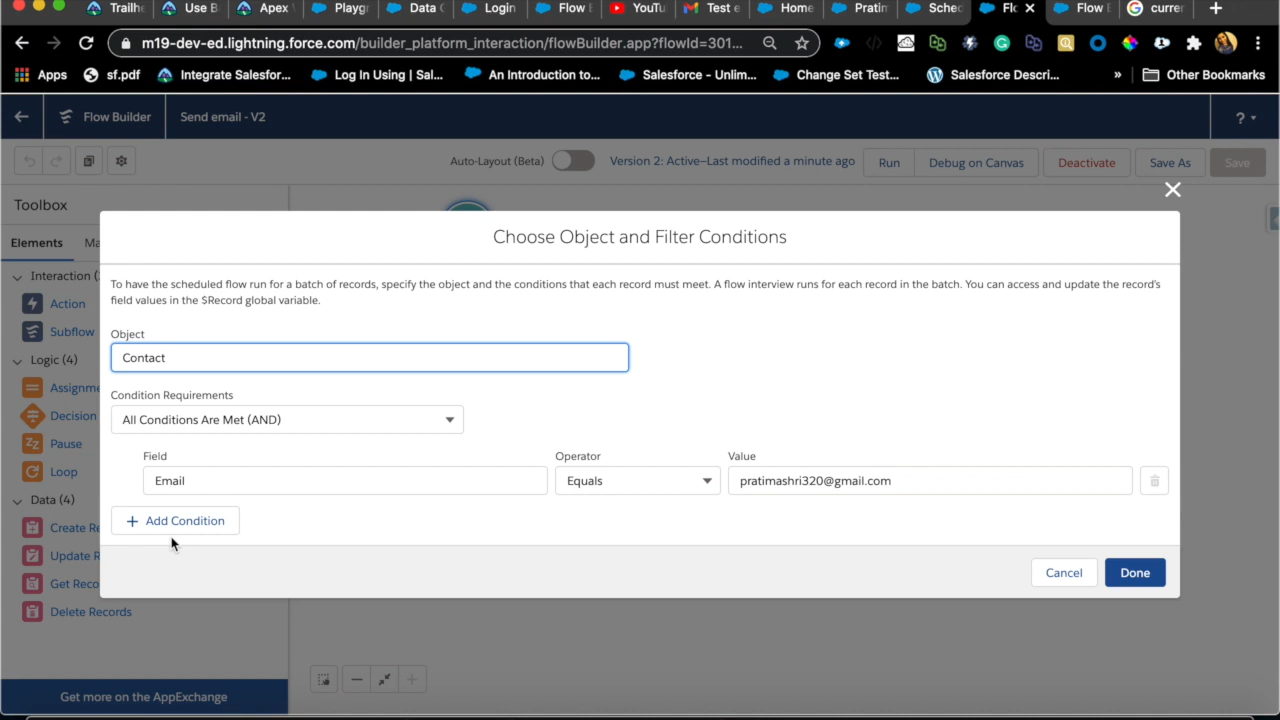 Trailhe
Use B
Apex
Playgr
Data C
Login
Flow B
YouTu
Test e
Home
Pratim
Sched
Flo
Flow B
curren
m19-dev-ed.lightning.force.com/builder_platform_interaction/flowBuilder.app?flowId=301...
Apps
sf.pdf
Integrate Salesfor...
Log In Using | Sal...
An Introduction to...
Salesforce – Unlim...
Change Set Test...
Salesforce Descri...
»
Other Bookmarks
Flow Builder
Send email - V2
?
Auto-Layout (Beta)
Version 2: Active—Last modified a minute ago
Run
Debug on Canvas
Deactivate
Save As
Save
Toolbox
Elements
Ma
Choose Object and Filter Conditions
Interaction (
To have the scheduled flow run for a batch of records, specify the object and the conditions that each record must meet. A flow interview runs for each record in the batch. You can access and update the record's
field values in the $Record global variable.
Action
Subflow
Object
Contact
Logic (4)
Assignme
Condition Requirements
Decision
All Conditions Are Met (AND)
Pause
Field
Operator
Value
Loop
Email
Equals
pratimashri320@gmail.com
Data (4)
Create Re
+ Add Condition
Update R
Get Reco
Cancel
Done
Delete Records
Get more on the AppExchange